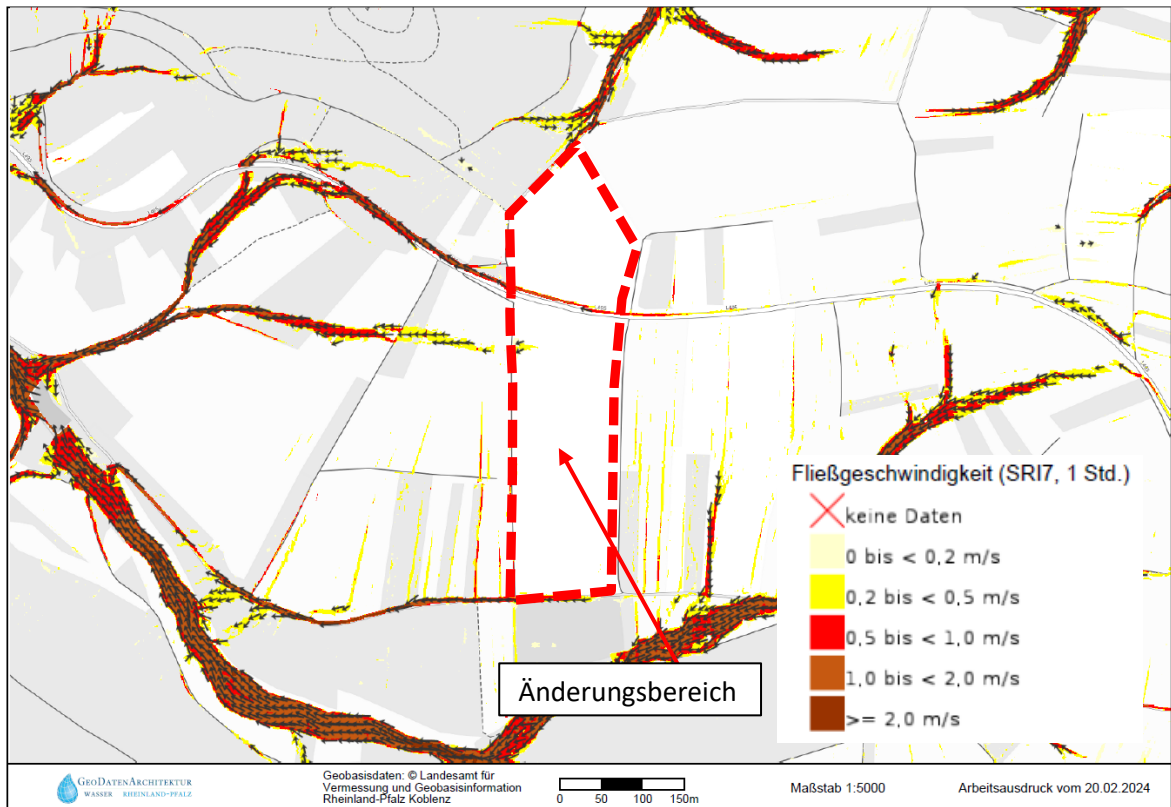 Fließgeschwindigkeit (SRI7, 1 Std.)
keine Daten
0 bis < 0,2 m/s
0,2 bis < 0,5 m/s
0,5 bis < 1,0 m/s
1,0 bis < 2,0 m/s
>= 2,0 m/s
Änderungsbereich
GEODATENARCHITEKTUR
WASSER RHEINLAND-PFALZ
Geobasisdaten: © Landesamt für
Vermessung und Geobasisinformation
Rheinland-Pfalz Koblenz
0 50 100 150m
Maßstab 1:5000
Arbeitsausdruck vom 20.02.2024